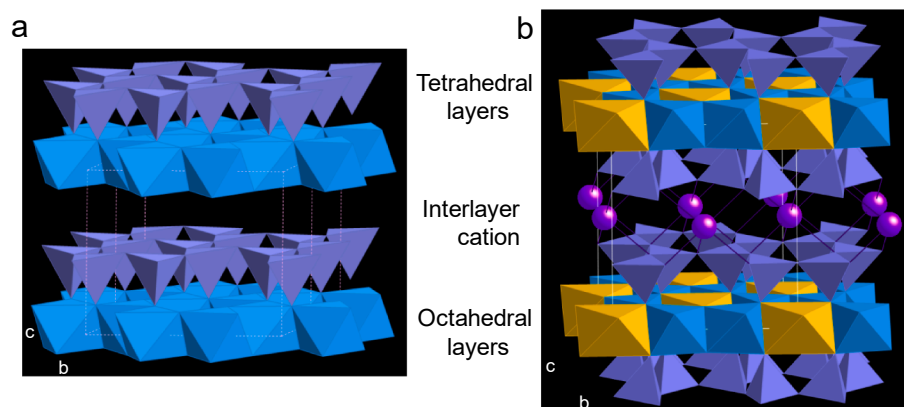 a
b
Tetrahedral
layers
Interlayer
cation
Octahedral
layers
c
b
c
b